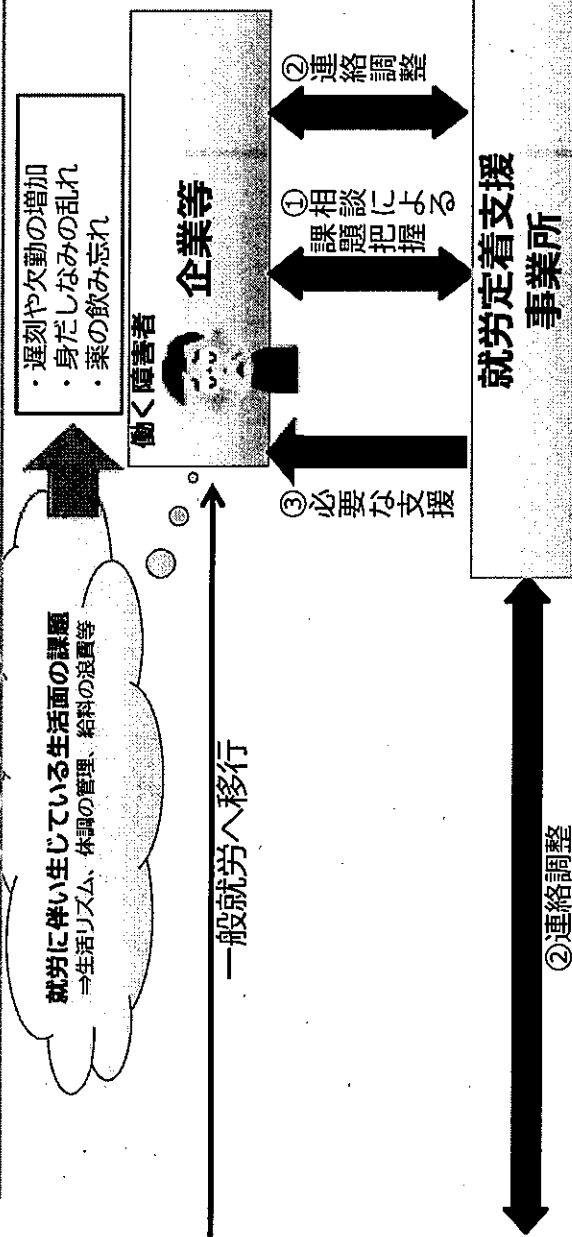 就労に伴い生じている生活面の課題
⇒生活リズム、体調の管理、給料の浪費等
・遅刻や欠勤の増加
・身だしなみの乱れ
・薬の飲み忘れ
働く障害者
企業等
一般就労へ移行
③必要な支援
①相談による
課題把握
②連絡調整
就労定着支援
事業所
②連絡調整